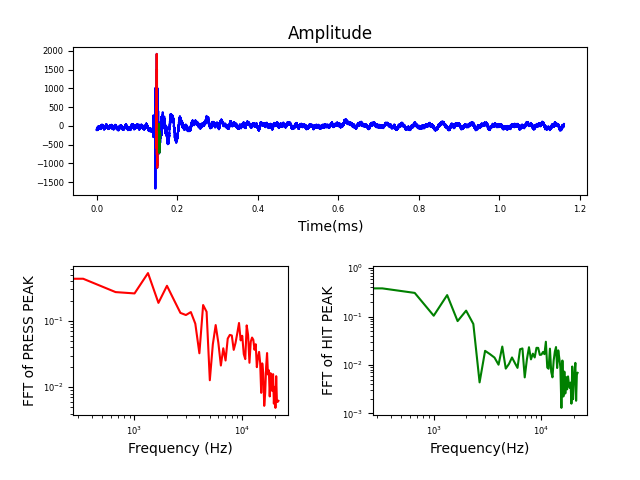 Amplitude
2000
1500
1000
500
0
−500
−1000
−1500
0.0 0.2 0.4 0.6 0.8 1.0 1.2
Time(ms)
FFT of PRESS PEAK
10⁻¹
10⁻²
10³ 10⁴
Frequency (Hz)
FFT of HIT PEAK
10⁰
10⁻¹
10⁻²
10⁻³
10³ 10⁴
Frequency(Hz)